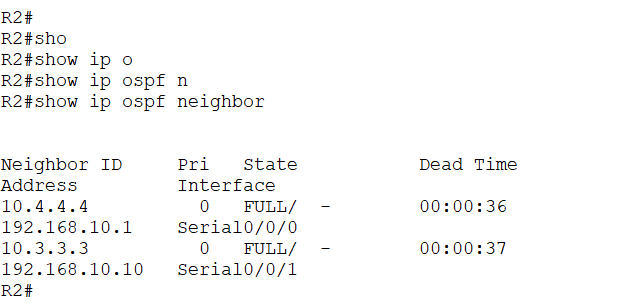 R2#
R2#sho
R2#show ip o
R2#show ip ospf n
R2#show ip ospf neighbor
Neighbor ID     Pri   State           Dead Time
Address         Interface
10.4.4.4          0   FULL/  -        00:00:36
192.168.10.1    Serial0/0/0
10.3.3.3          0   FULL/  -        00:00:37
192.168.10.10   Serial0/0/1
R2#